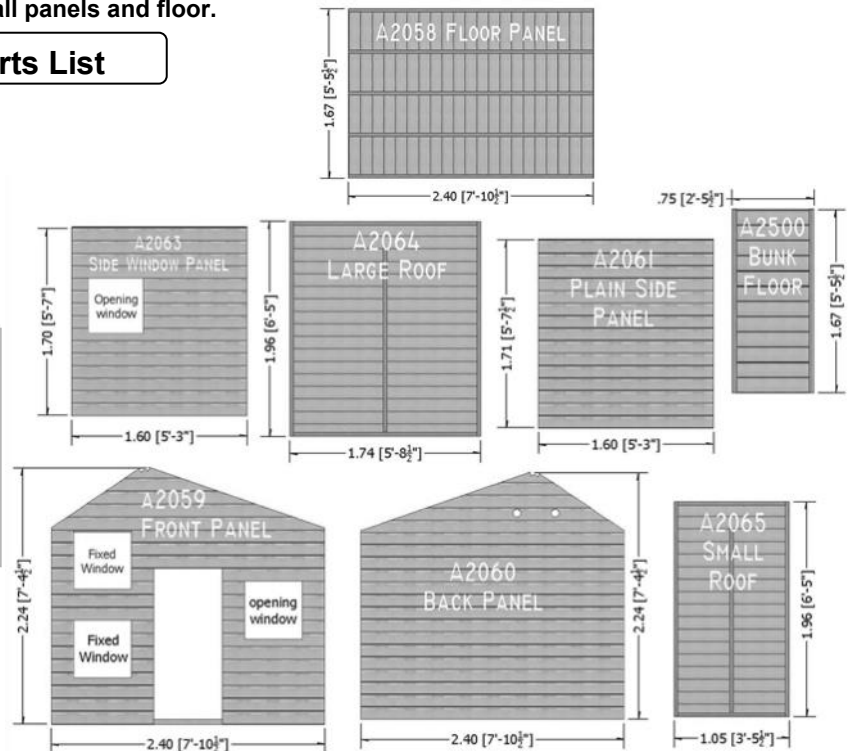 all panels and floor.
rts List
A2058 FLOOR PANEL
1.67 [5'-5½"]
2.40 [7'-10½"]
.75 [2'-5½"]
A2063
SIDE WINDOW PANEL
Opening
window
1.70 [5'-7"]
1.60 [5'-3"]
A2064
LARGE ROOF
1.96 [6'-5"]
1.74 [5'-8½"]
A2061
PLAIN SIDE
PANEL
1.71 [5'-7½"]
1.60 [5'-3"]
A2500
BUNK
FLOOR
1.67 [5'-5½"]
A2059
FRONT PANEL
Fixed
Window
Fixed
Window
opening
window
2.24 [7'-4½"]
2.40 [7'-10½"]
A2060
BACK PANEL
2.24 [7'-4½"]
2.40 [7'-10½"]
A2065
SMALL
ROOF
1.96 [6'-5"]
1.05 [3'-5½"]